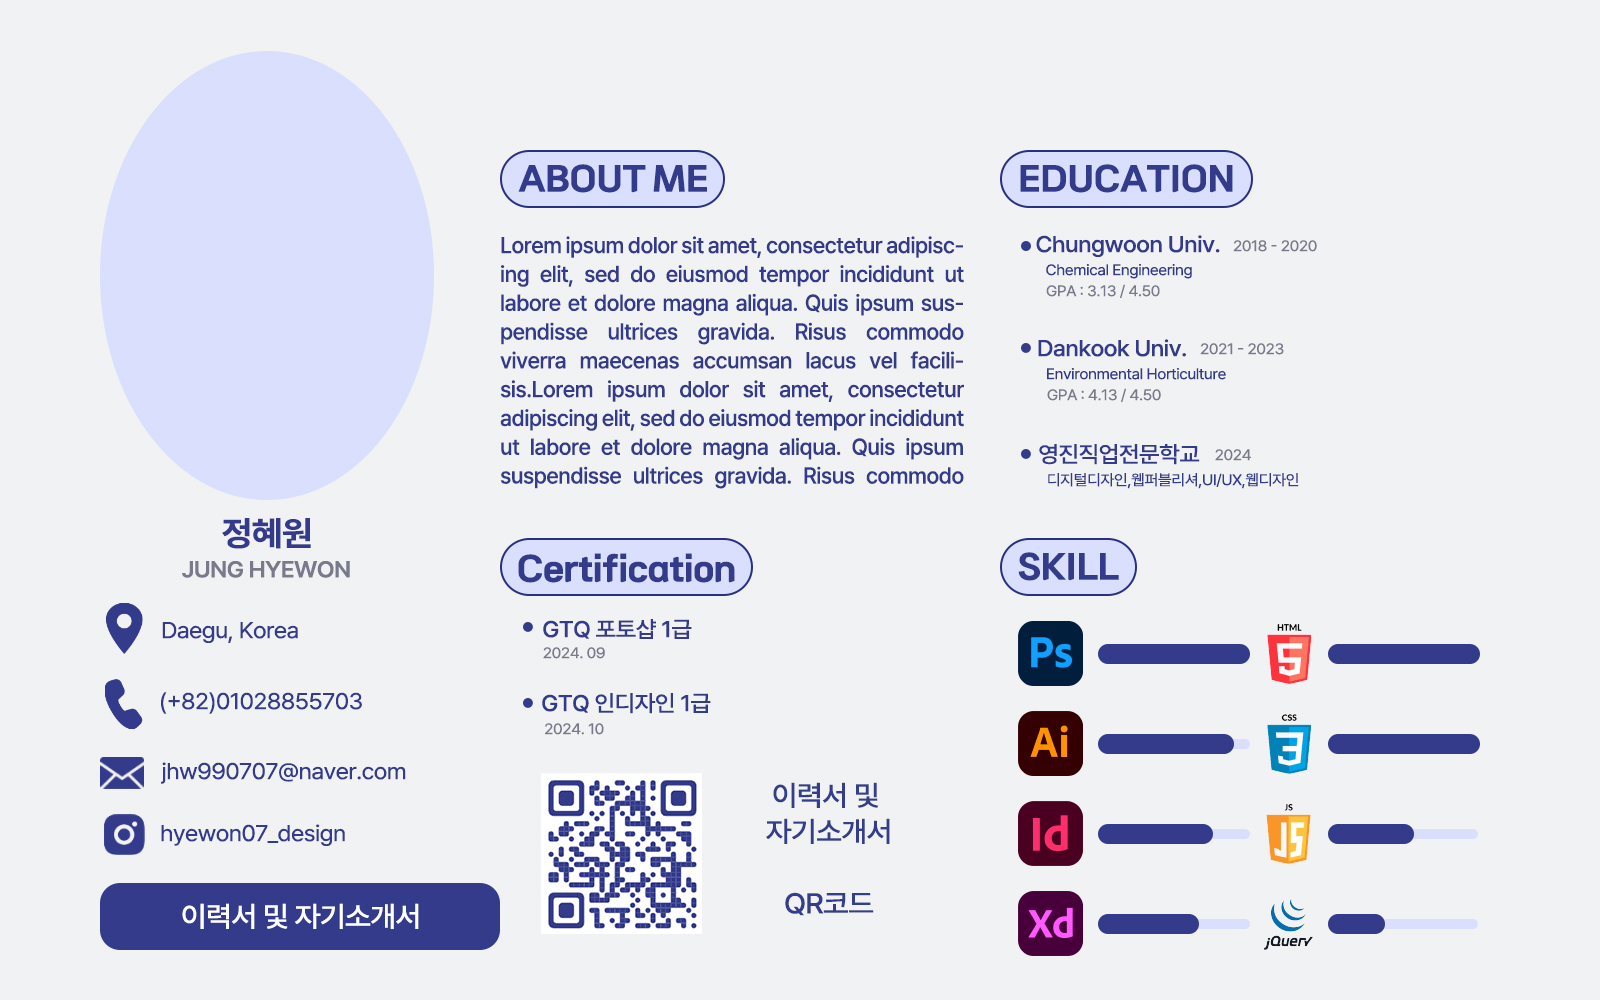 정혜원
JUNG HYEWON
Daegu, Korea
(+82)01028855703
jhw990707@naver.com
hyewon07_design
이력서 및 자기소개서
ABOUT ME
Lorem ipsum dolor sit amet, consectetur adipisc-
ing elit, sed do eiusmod tempor incididunt ut
labore et dolore magna aliqua. Quis ipsum sus-
pendisse ultrices gravida. Risus commodo
viverra maecenas accumsan lacus vel facili-
sis.Lorem ipsum dolor sit amet, consectetur
adipiscing elit, sed do eiusmod tempor incididunt
ut labore et dolore magna aliqua. Quis ipsum
suspendisse ultrices gravida. Risus commodo
Certification
GTQ 포토샵 1급
2024. 09
GTQ 인디자인 1급
2024. 10
이력서 및
자기소개서
QR코드
EDUCATION
Chungwoon Univ. 2018 - 2020
Chemical Engineering
GPA : 3.13 / 4.50
Dankook Univ. 2021 - 2023
Environmental Horticulture
GPA : 4.13 / 4.50
영진직업전문학교 2024
디지털디자인,웹퍼블리셔,UI/UX,웹디자인
SKILL
Ps
HTML
5
Ai
CSS
3
Id
JS
JS
Xd
jQuery